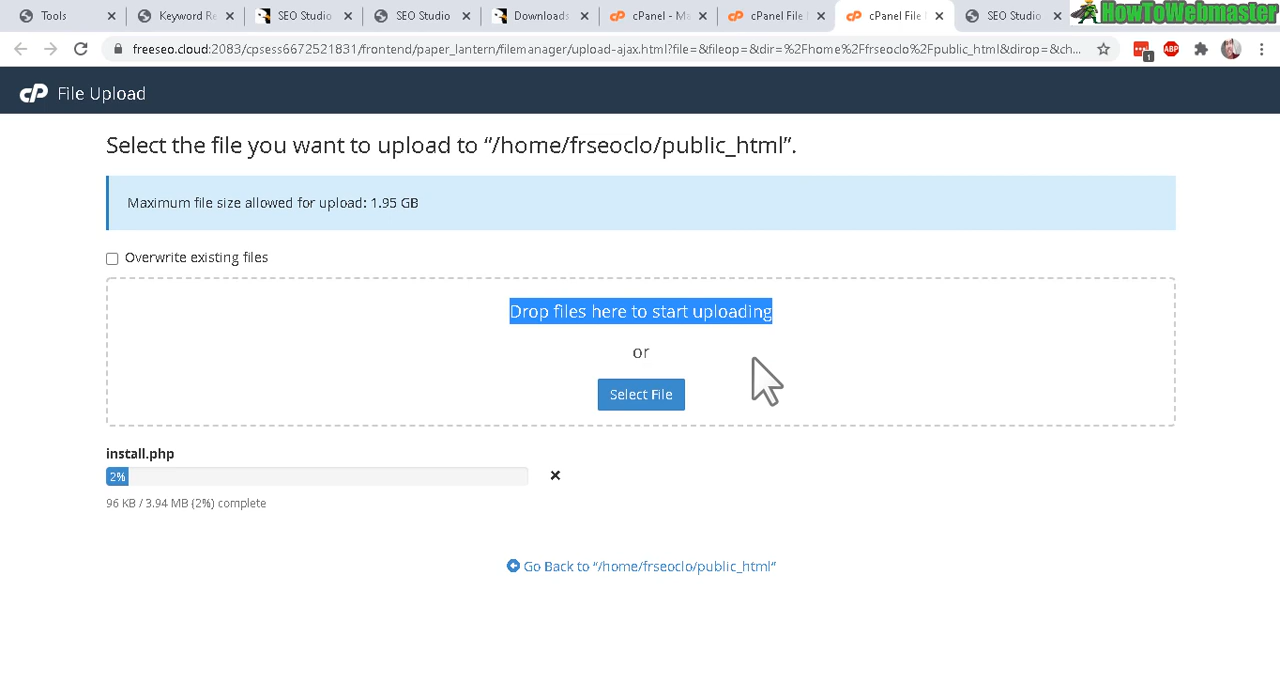 Tools
Keyword Re
SEO Studio
SEO Studio
Downloads
cPanel - Ma
cPanel File
cPanel File
SEO Studio
HowToWebmaster
freeseo.cloud:2083/cpsess6672521831/frontend/paper_lantern/filemanager/upload-ajax.html?file=&fileop=&dir=%2Fhome%2Ffrseoclo%2Fpublic_html&dirop=&ch...
1
ABP
cP File Upload
Select the file you want to upload to “/home/frseoclo/public_html”.
Maximum file size allowed for upload: 1.95 GB
Overwrite existing files
Drop files here to start uploading
or
Select File
install.php
2%
96 KB / 3.94 MB (2%) complete
Go Back to “/home/frseoclo/public_html”